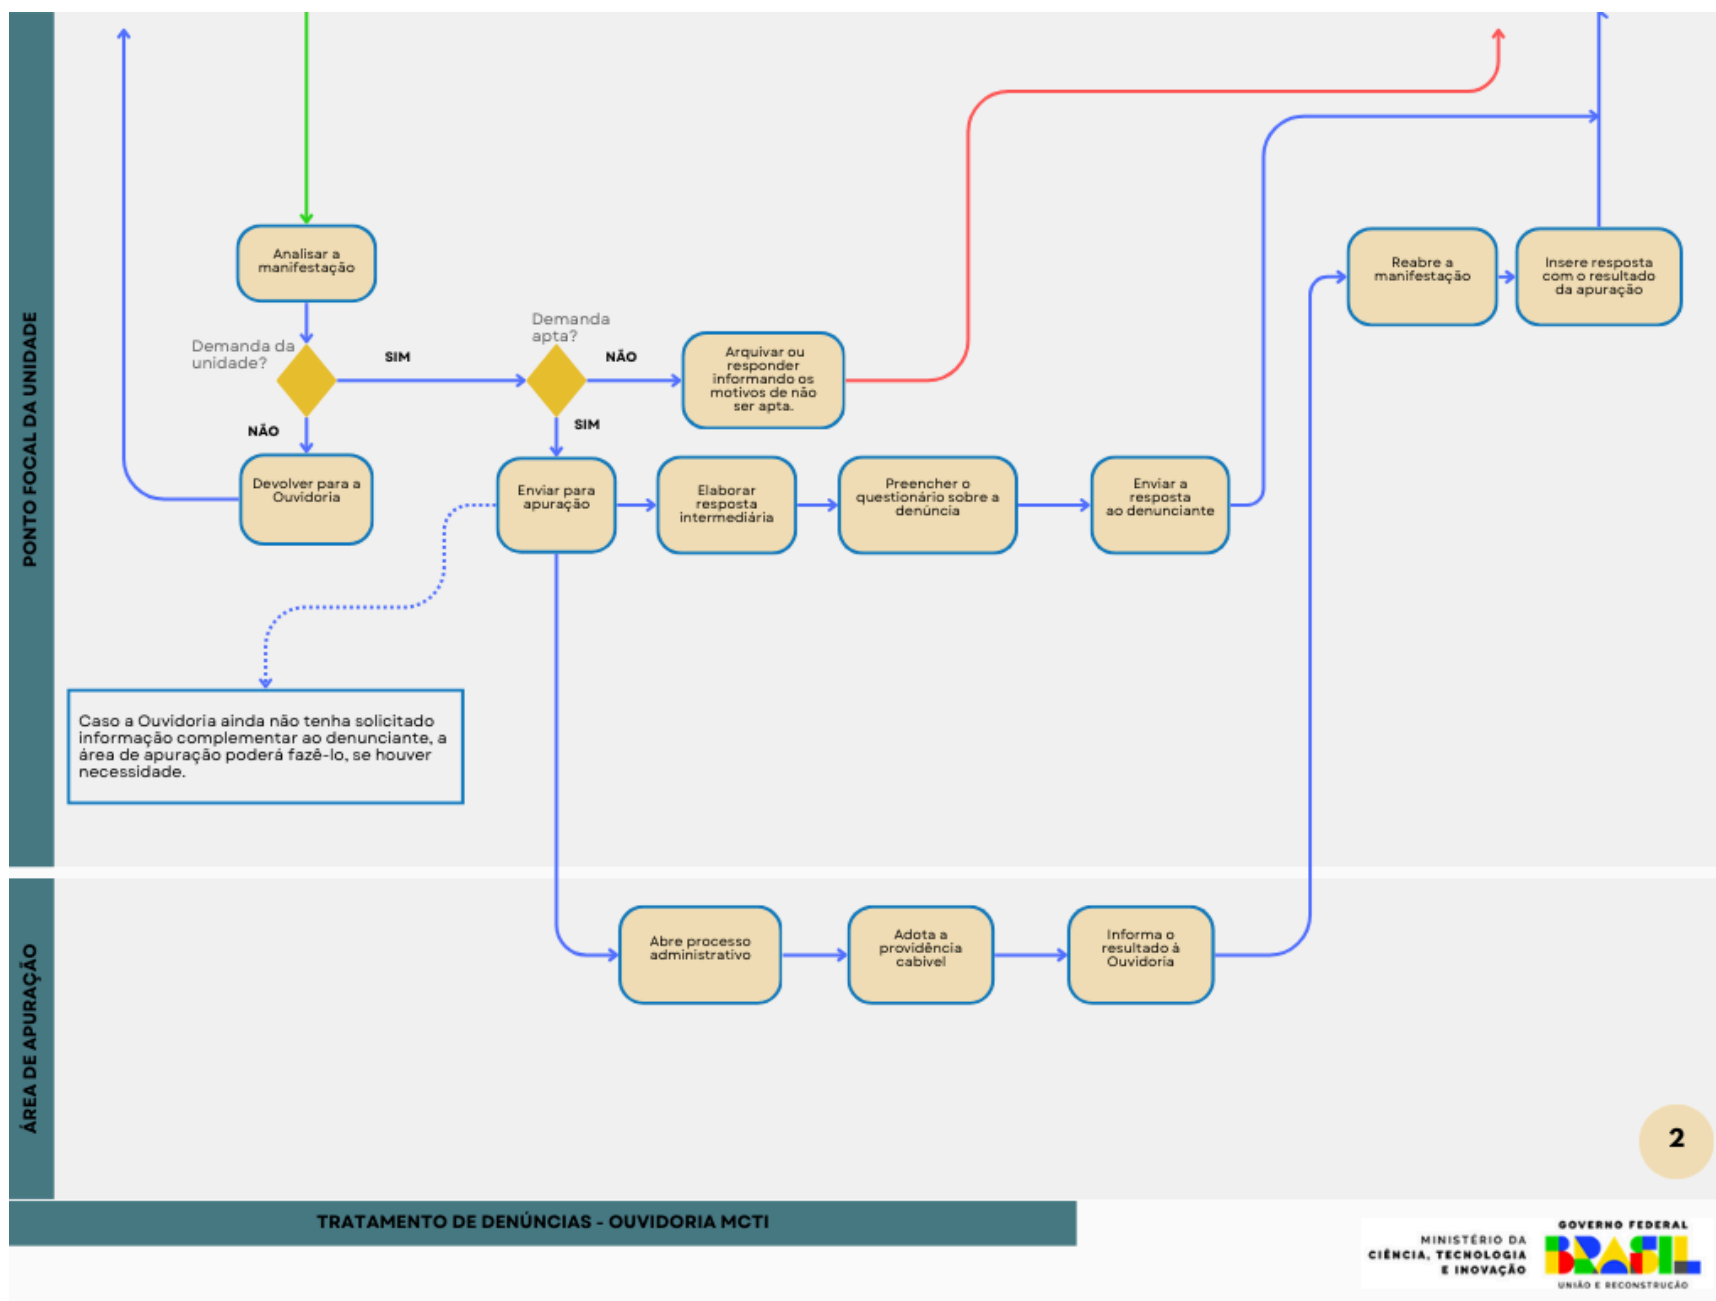 PONTO FOCAL DA UNIDADE
Analisar a
manifestação
Demanda da
unidade?
SIM
NÃO
Devolver para a
Ouvidoria
Demanda
apta?
NÃO
SIM
Arquivar ou
responder
informando os
motivos de não
ser apta.
Enviar para
apuração
Elaborar
resposta
intermediária
Preencher o
questionário sobre a
denúncia
Enviar a
resposta
ao denunciante
Reabre a
manifestação
Insere resposta
com o resultado
da apuração
Caso a Ouvidoria ainda não tenha solicitado
informação complementar ao denunciante, a
área de apuração poderá fazê-lo, se houver
necessidade.
ÁREA DE APURAÇÃO
Abre processo
administrativo
Adota a
providência
cabivel
Informa o
resultado à
Ouvidoria
2
TRATAMENTO DE DENÚNCIAS - OUVIDORIA MCTI
MINISTÉRIO DA
CIÊNCIA, TECNOLOGIA
E INOVAÇÃO
GOVERNO FEDERAL
BRASIL
UNIÃO E RECONSTRUÇÃO